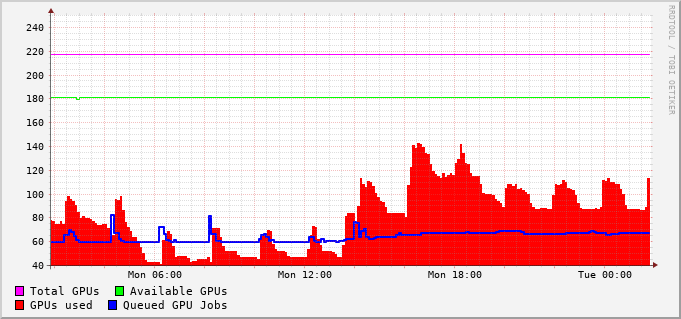 RRDTOOL / TOBI OETIKER
240
220
200
180
160
140
120
100
80
60
40
Mon 06:00 Mon 12:00 Mon 18:00 Tue 00:00
Total GPUs Available GPUs
GPUs used Queued GPU Jobs